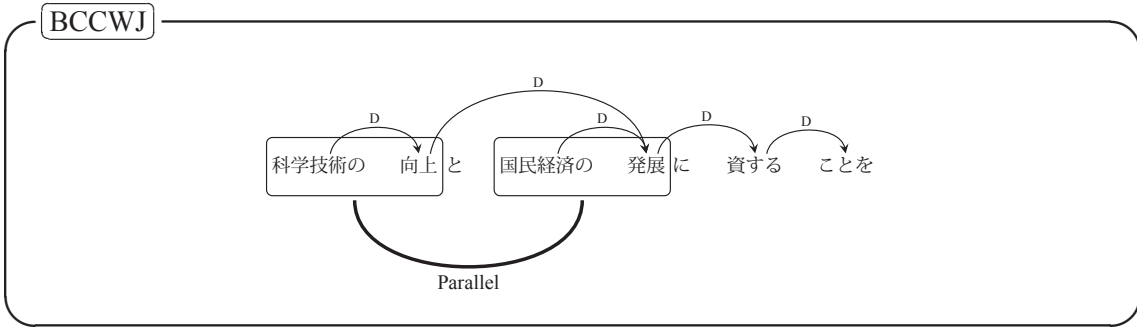 BCCWJ
D
D D D D
科学技術の 向上 と 国民経済の 発展 に 資する ことを
Parallel